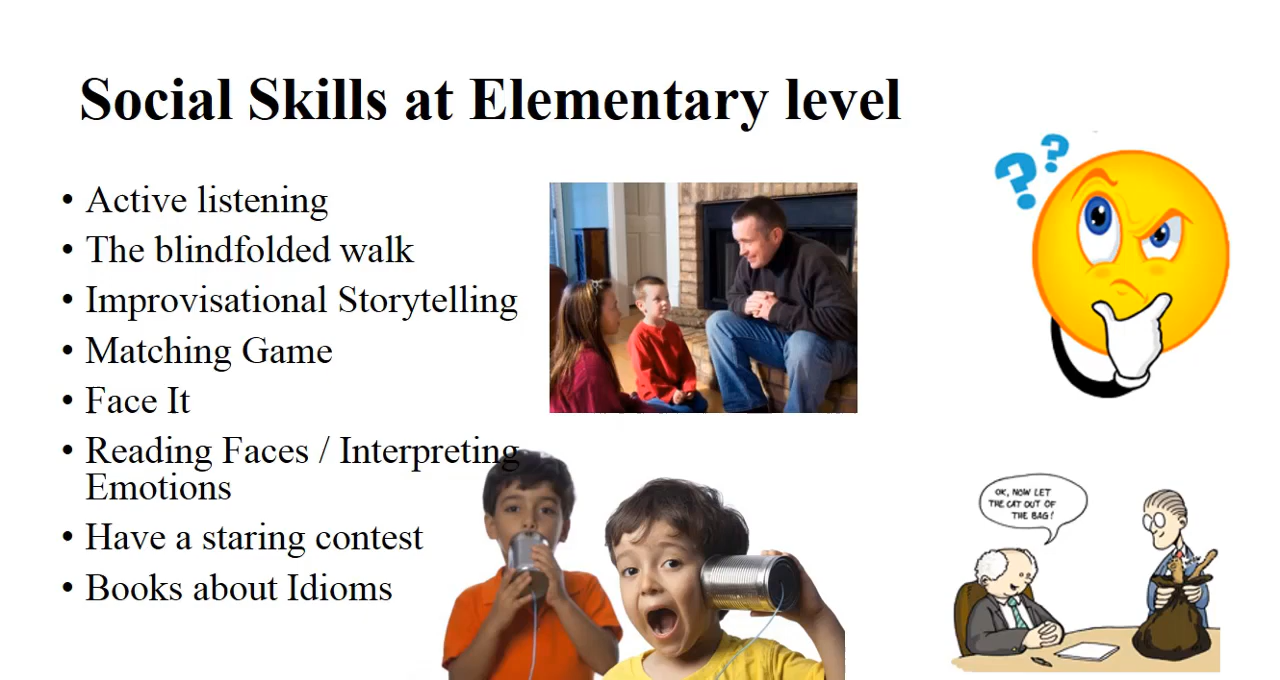 Social Skills at Elementary level
• Active listening
• The blindfolded walk
• Improvisational Storytelling
• Matching Game
• Face It
• Reading Faces / Interpreting
Emotions
• Have a staring contest
• Books about Idioms
??
OK, NOW LET
THE CAT OUT OF
THE BAG!